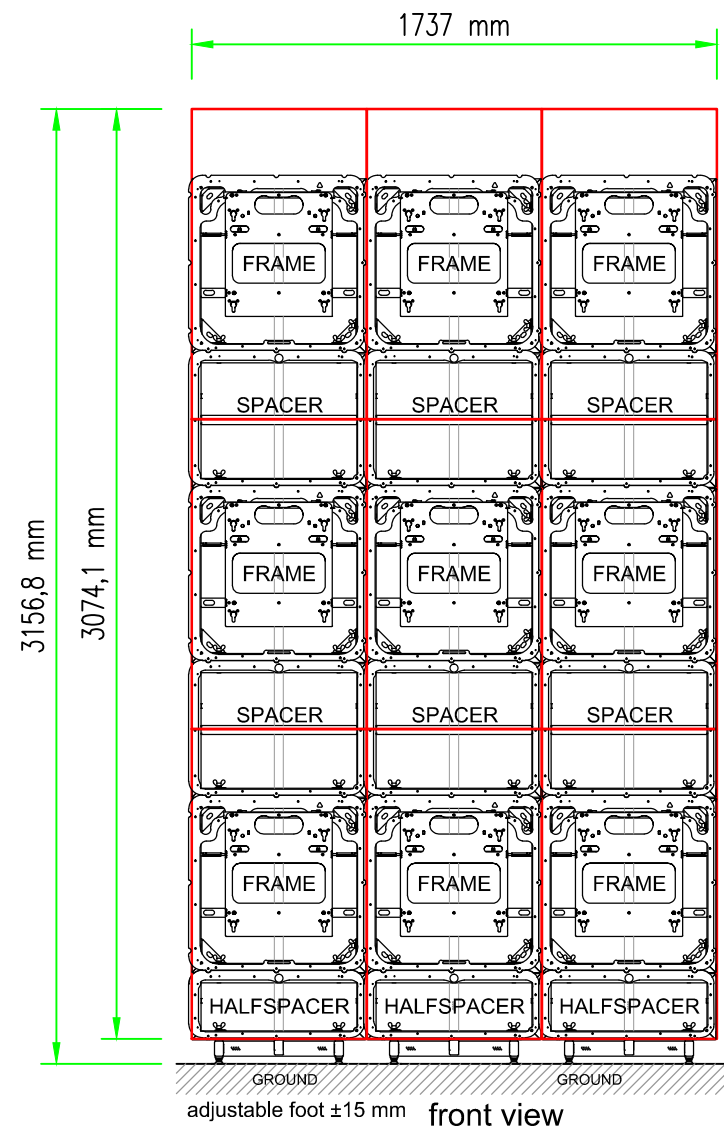 1737 mm
3156,8 mm
3074,1 mm
FRAME FRAME FRAME
SPACER SPACER SPACER
FRAME FRAME FRAME
SPACER SPACER SPACER
FRAME FRAME FRAME
HALFSPACER HALFSPACER HALFSPACER
GROUND GROUND
adjustable foot ±15 mm front view